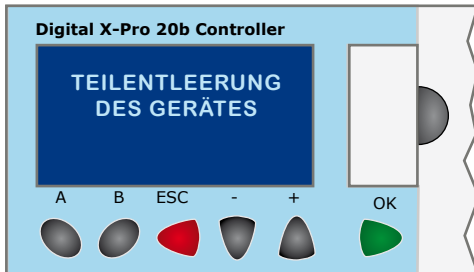 Digital X-Pro 20b Controller
TEILENTLEERUNG
DES GERÄTES
A B ESC - + OK